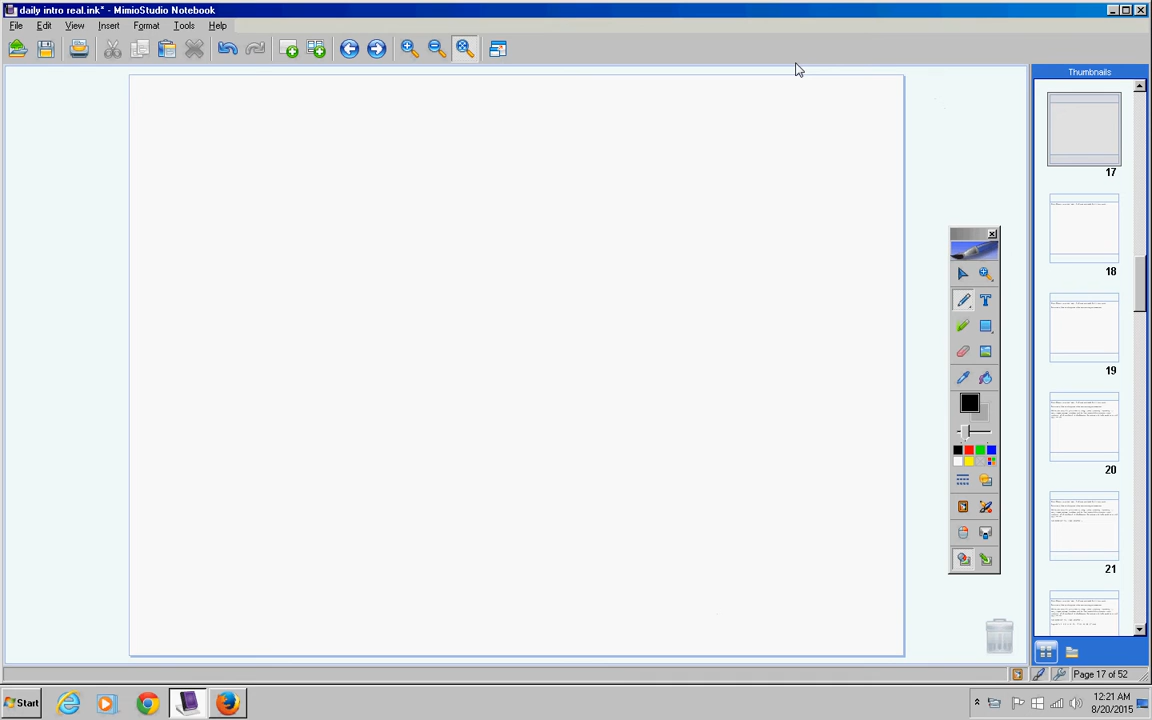 daily intro real.ink* - MimioStudio Notebook
File Edit View Insert Format Tools Help
Thumbnails
17
18
19
20
21
T
Page 17 of 52
Start
12:21 AM
8/20/2015